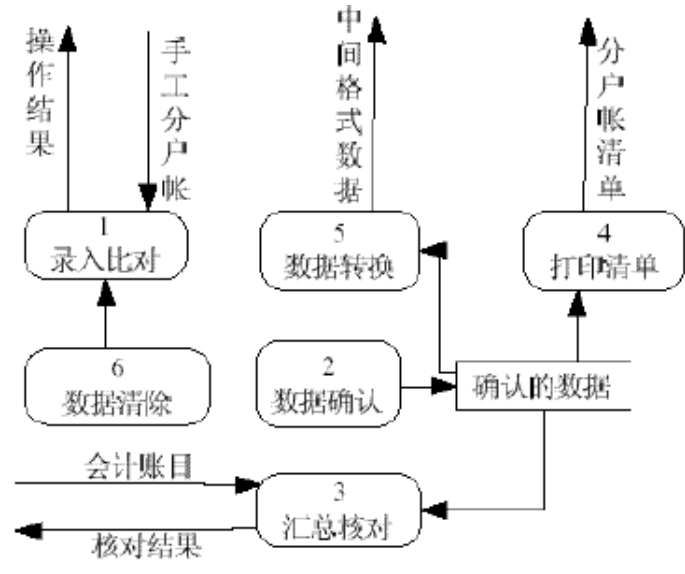 操作结果
手工分户帐
中间格式数据
分户帐清单
1
录入比对
5
数据转换
4
打印清单
6
数据清除
2
数据确认
确认的数据
会计账目
3
汇总核对
核对结果